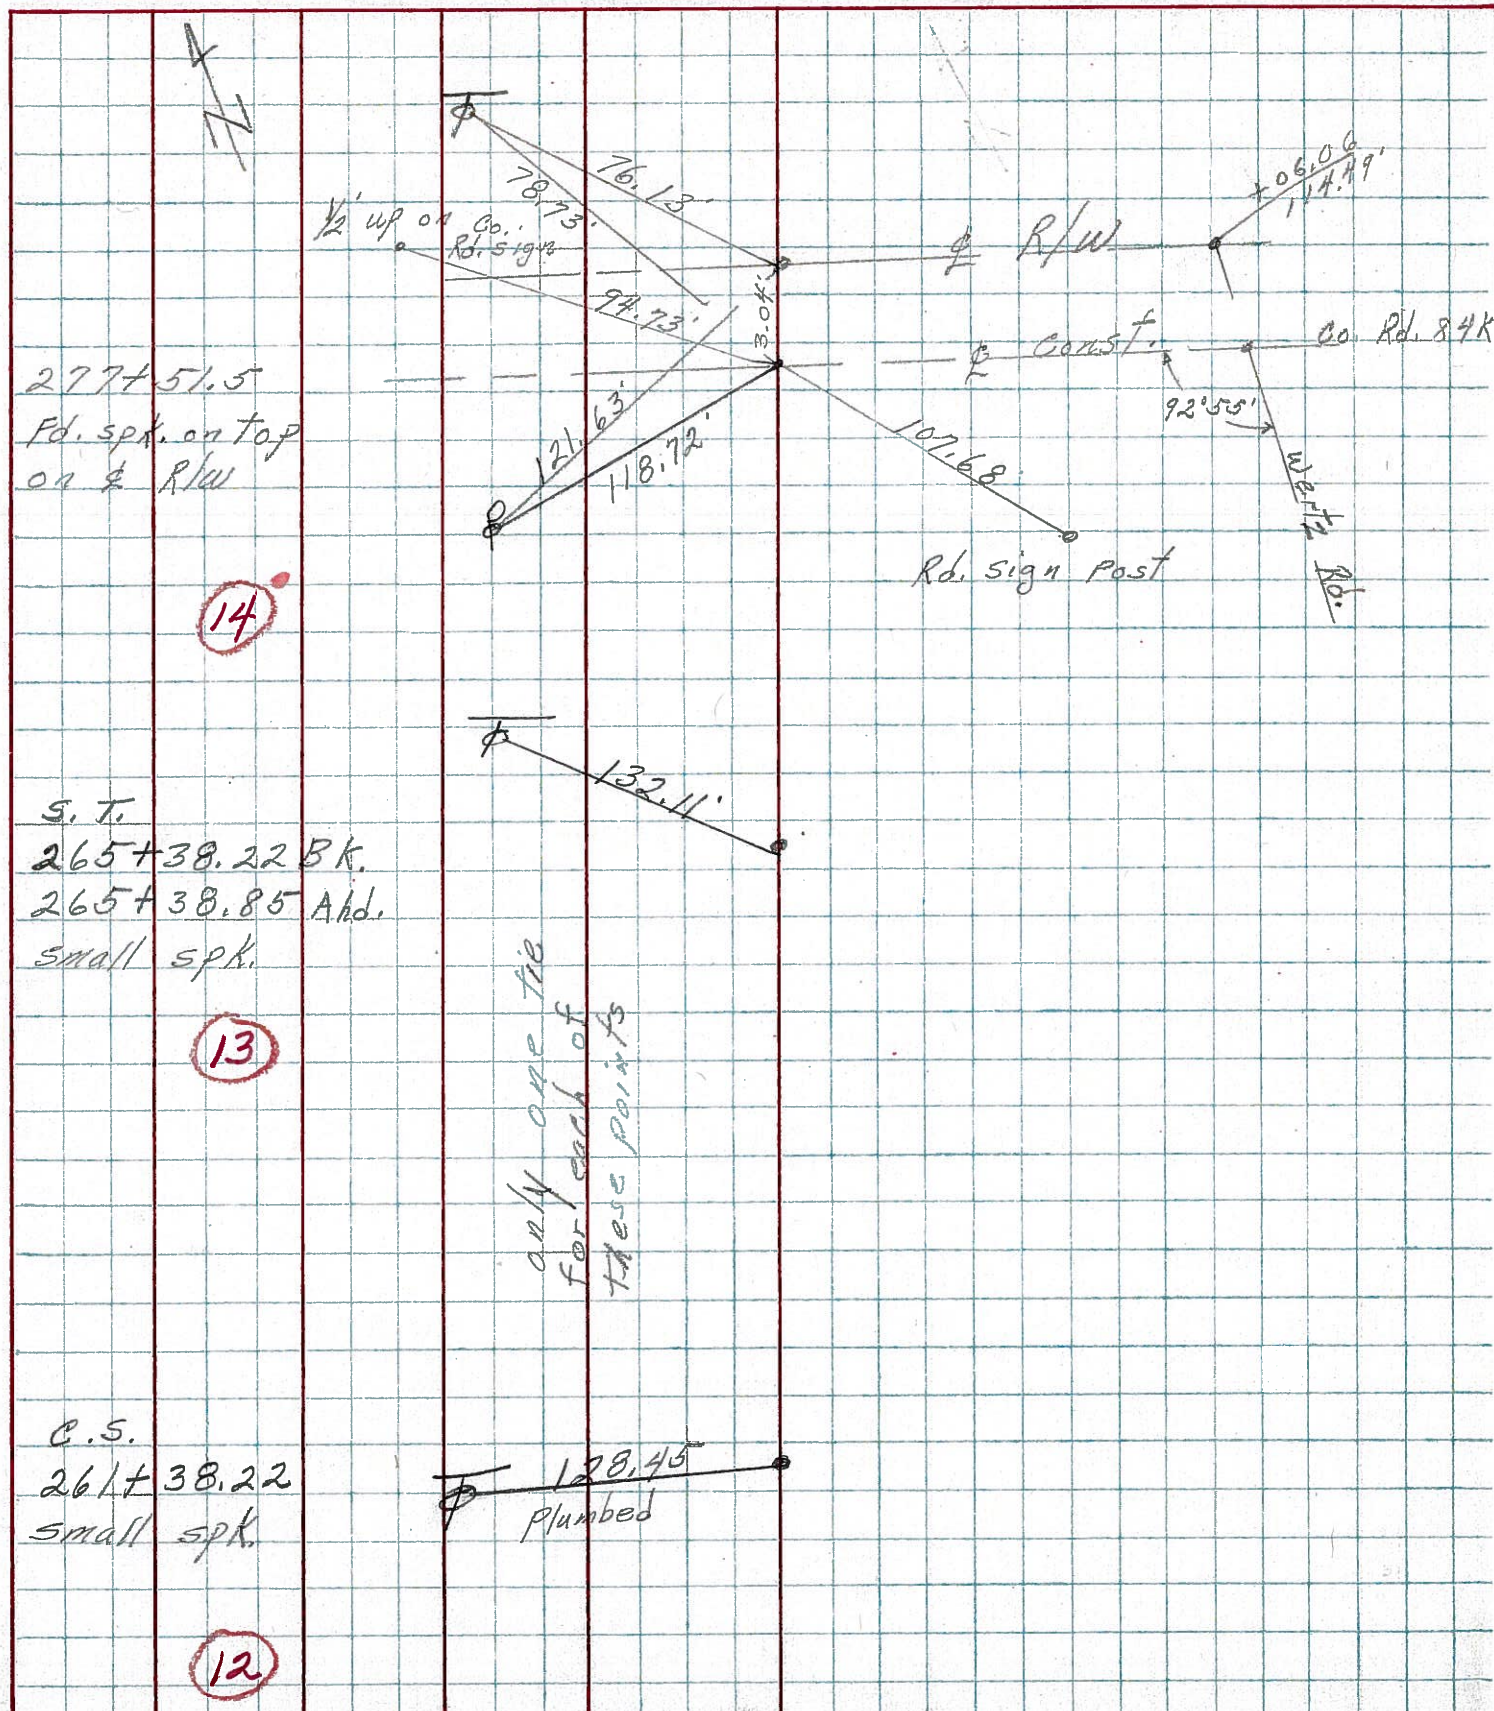 N
76.13'
78.73'
1/2' up on Co.
Rd. sign
94.73'
3.04'
℄ R/W
+06.06
114.49'
℄ Const.
Co. Rd. 84K
92°55'
Wertz Rd.
277+51.5
Fd. spk. on top
on ℄ R/W
121.63'
118.72'
107.68'
Rd. sign post
14
132.11'
S.T.
265+38.22 BK.
265+38.85 Ahd.
small spk.
13
only one tie
for each of
these points
C.S.
261+38.22
small spk.
128.45
plumbed
12